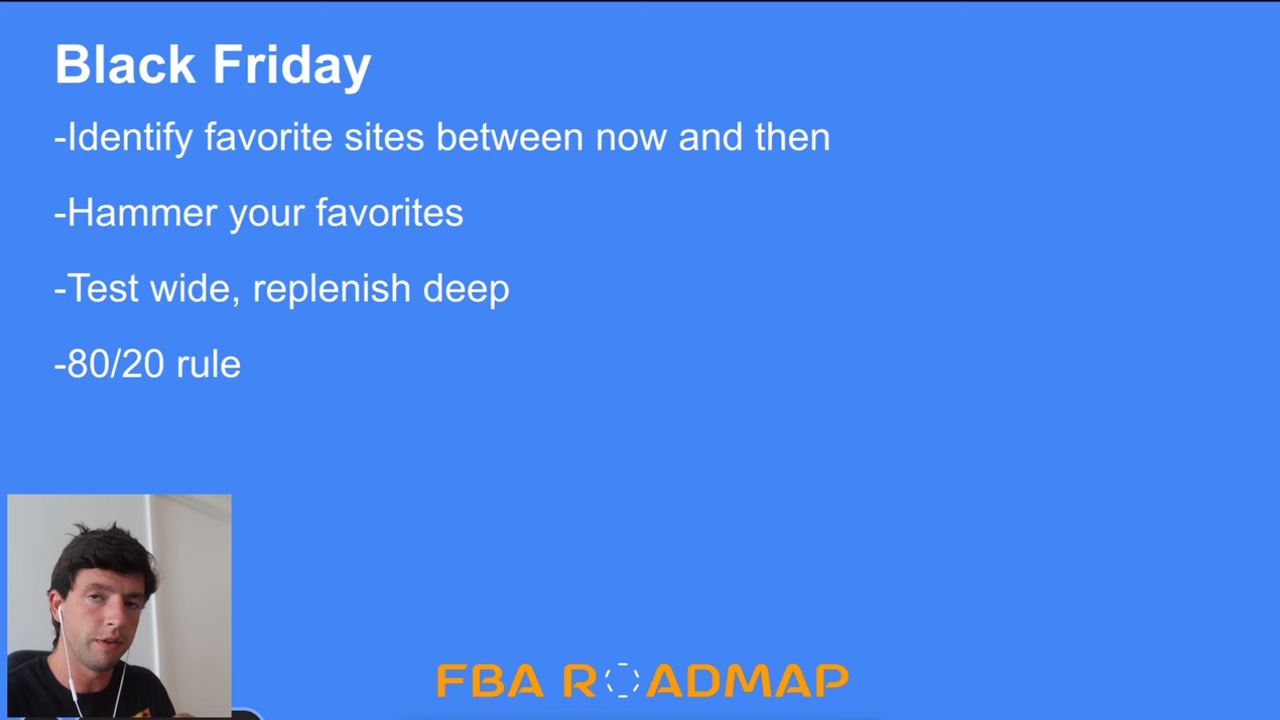 Black Friday
-Identify favorite sites between now and then
-Hammer your favorites
-Test wide, replenish deep
-80/20 rule
FBA ROADMAP